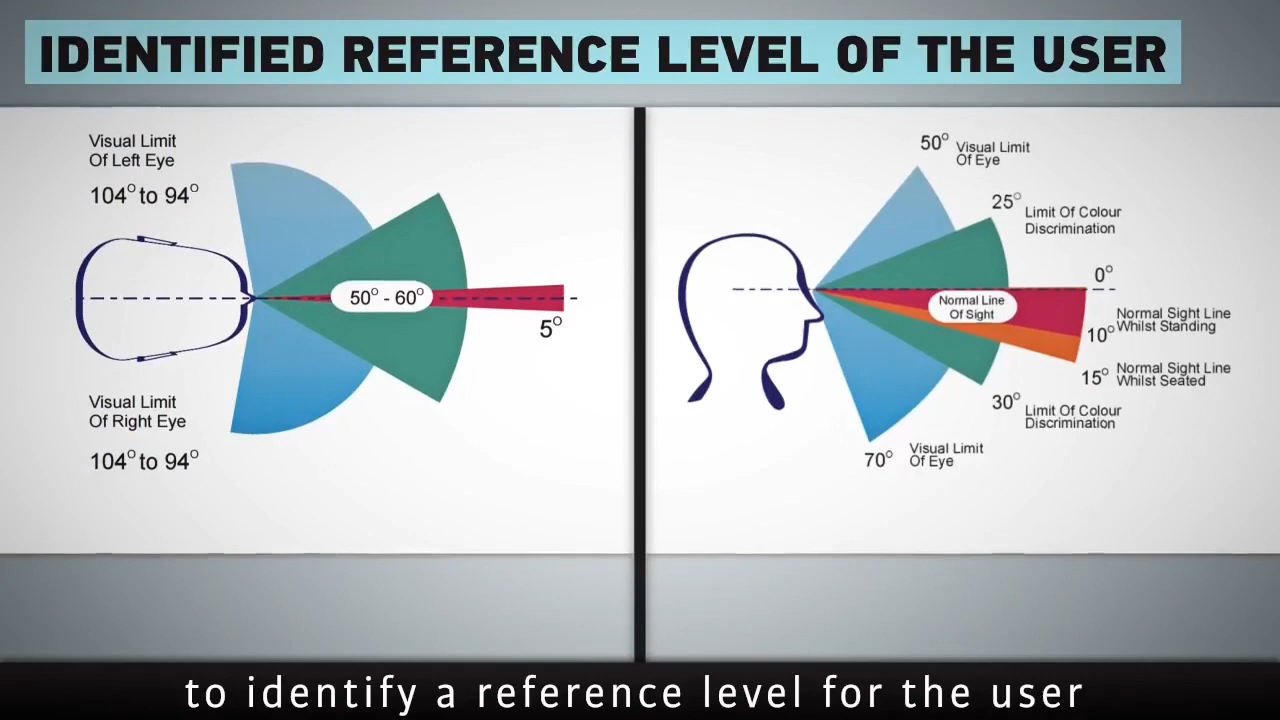 IDENTIFIED REFERENCE LEVEL OF THE USER
Visual Limit
Of Left Eye
104° to 94°
50° - 60°
5°
Visual Limit
Of Right Eye
104° to 94°
50° Visual Limit
Of Eye
25° Limit Of Colour
Discrimination
0°
Normal Line
Of Sight
10° Normal Sight Line
Whilst Standing
15° Normal Sight Line
Whilst Seated
30° Limit Of Colour
Discrimination
70° Visual Limit
Of Eye
to identify a reference level for the user